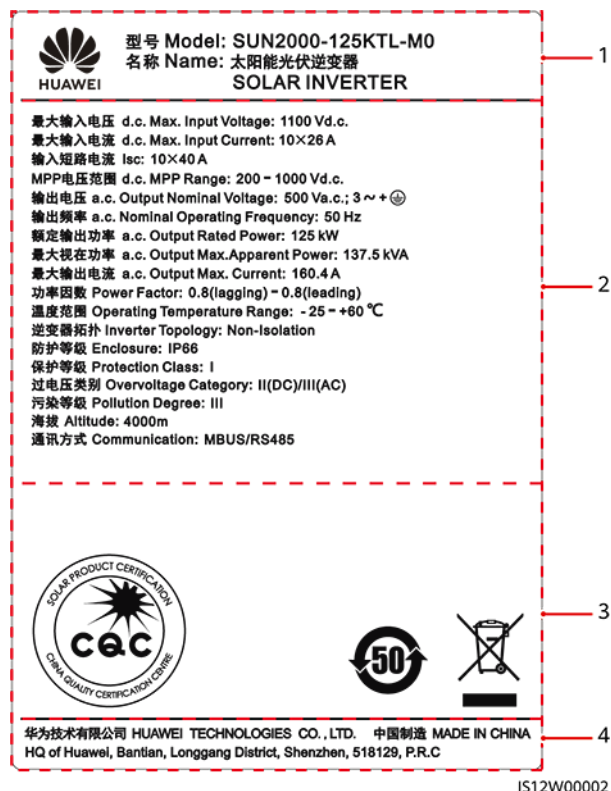 HUAWEI
型号 Model: SUN2000-125KTL-M0
名称 Name: 太阳能光伏逆变器
SOLAR INVERTER
1
最大输入电压 d.c. Max. Input Voltage: 1100 Vd.c.
最大输入电流 d.c. Max. Input Current: 10×26 A
输入短路电流 Isc: 10×40 A
MPP电压范围 d.c. MPP Range: 200 - 1000 Vd.c.
输出电压 a.c. Output Nominal Voltage: 500 Va.c.; 3 ~ + ⏚
输出频率 a.c. Nominal Operating Frequency: 50 Hz
额定输出功率 a.c. Output Rated Power: 125 kW
最大视在功率 a.c. Output Max.Apparent Power: 137.5 kVA
最大输出电流 a.c. Output Max. Current: 160.4 A
功率因数 Power Factor: 0.8(lagging) - 0.8(leading)
温度范围 Operating Temperature Range: - 25 - +60 ℃
逆变器拓扑 Inverter Topology: Non-Isolation
防护等级 Enclosure: IP66
保护等级 Protection Class: I
过电压类别 Overvoltage Category: II(DC)/III(AC)
污染等级 Pollution Degree: III
海拔 Altitude: 4000m
通讯方式 Communication: MBUS/RS485
2
SOLAR PRODUCT CERTIFICATION
CQC
CHINA QUALITY CERTIFICATION CENTRE
50
3
华为技术有限公司 HUAWEI TECHNOLOGIES CO., LTD. 中国制造 MADE IN CHINA
HQ of Huawei, Bantian, Longgang District, Shenzhen, 518129, P.R.C
4
IS12W00002